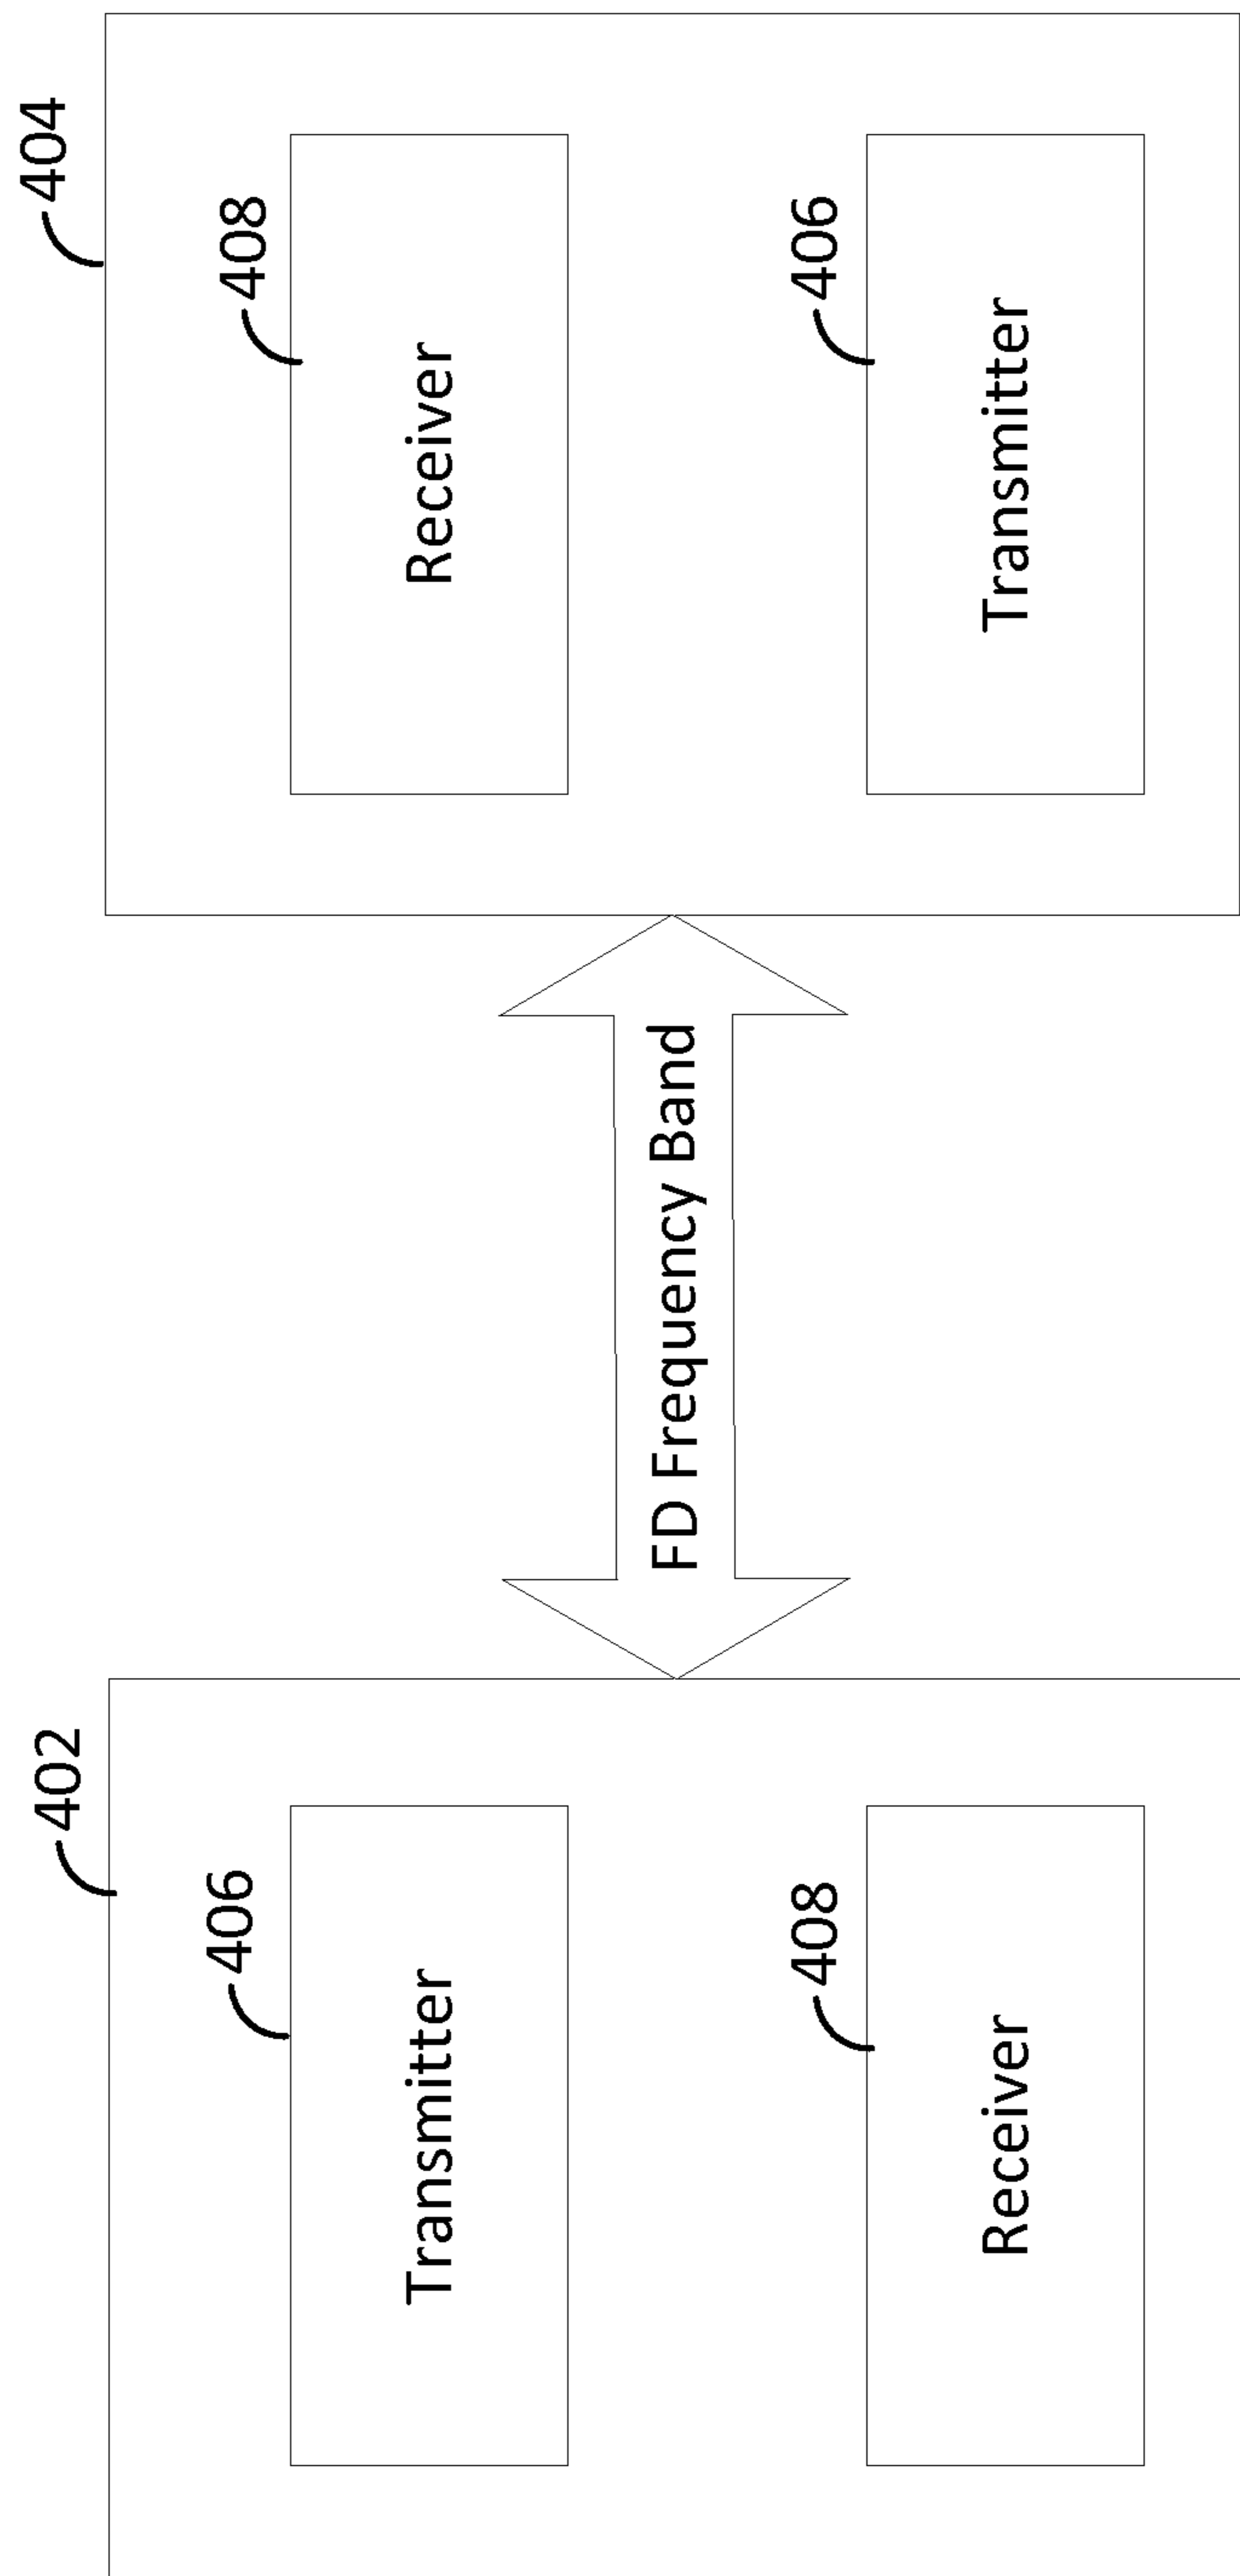 402
404
406
Transmitter
408
Receiver
FD Frequency Band
408
Receiver
406
Transmitter